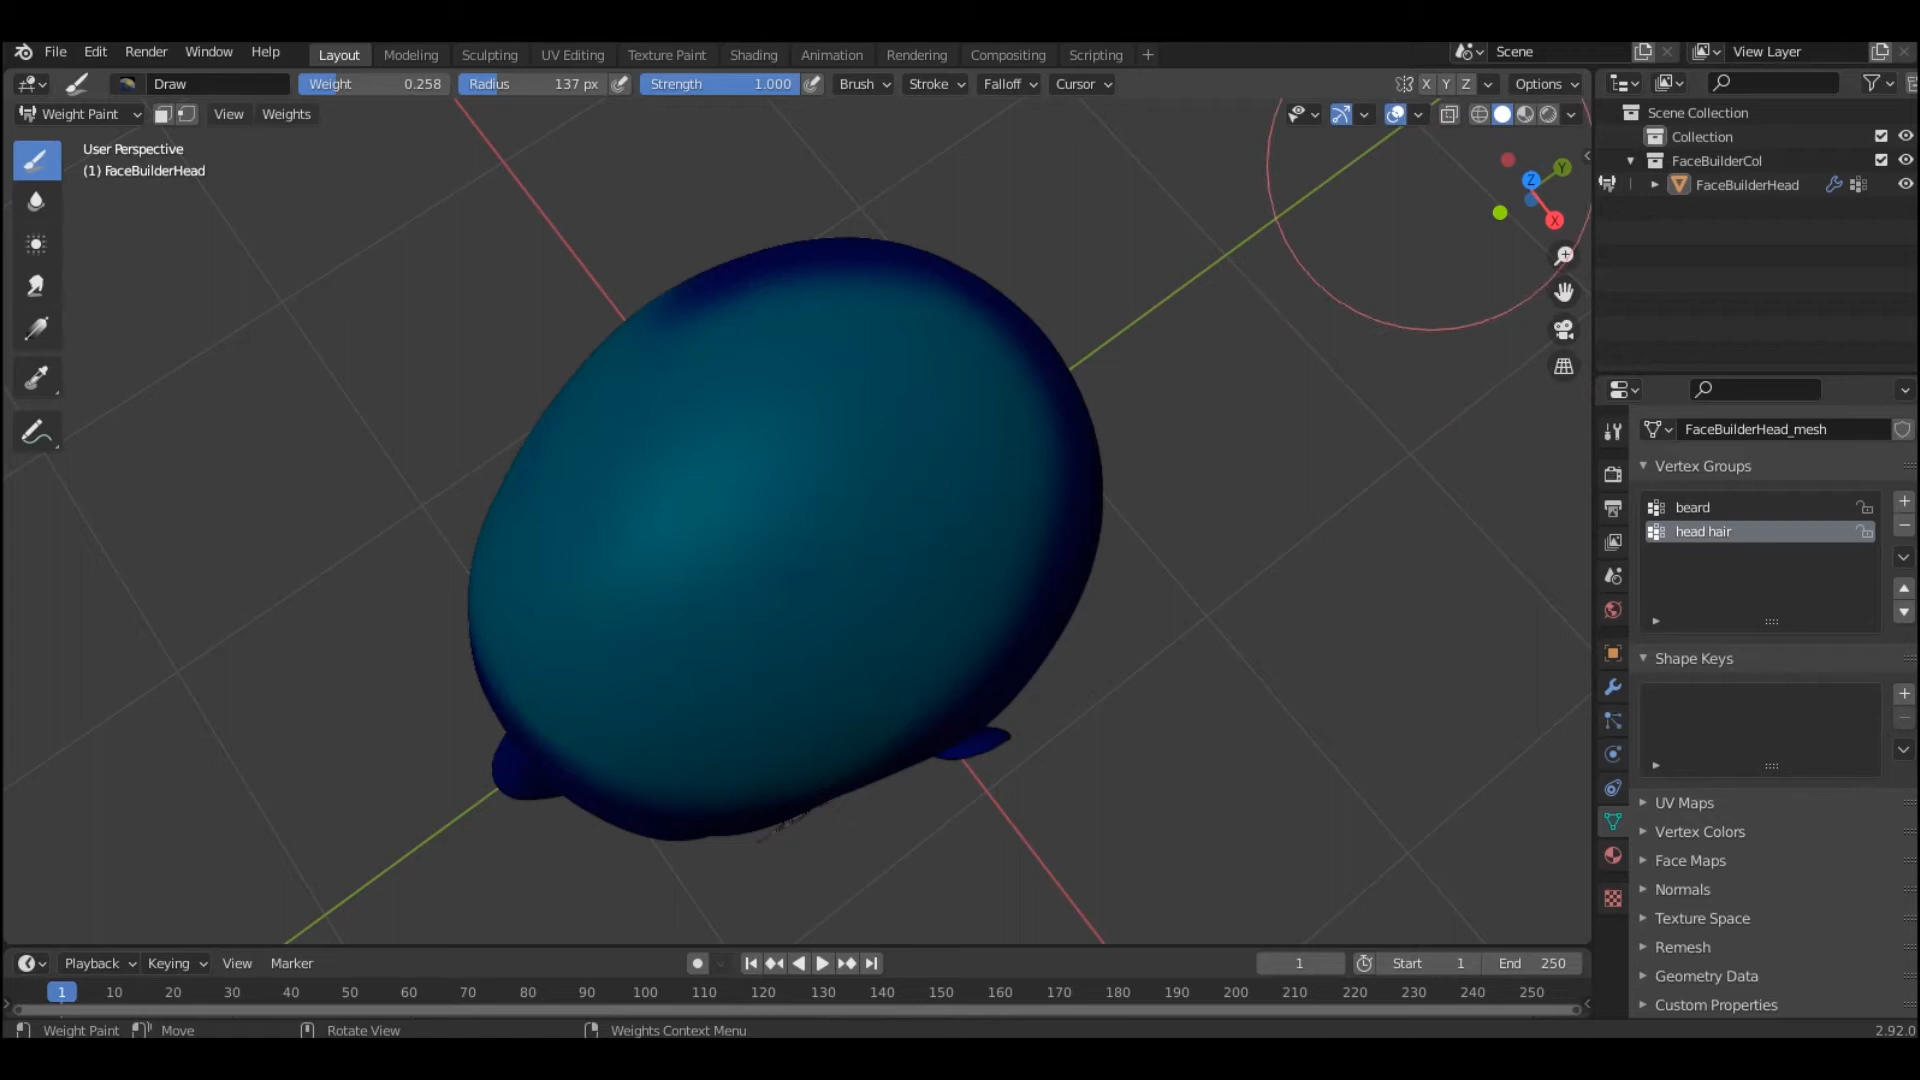 File Edit Render Window Help Layout Modeling Sculpting UV Editing Texture Paint Shading Animation Rendering Compositing Scripting + Scene View Layer
Draw Weight 0.258 Radius 137 px Strength 1.000 Brush Stroke Falloff Cursor X Y Z Options
Weight Paint View Weights
User Perspective
(1) FaceBuilderHead
Y
Z
X
Scene Collection
Collection
FaceBuilderCol
FaceBuilderHead
FaceBuilderHead_mesh
Vertex Groups
beard
head hair
Shape Keys
UV Maps
Vertex Colors
Face Maps
Normals
Texture Space
Remesh
Geometry Data
Custom Properties
Playback Keying View Marker 1 Start 1 End 250
1 10 20 30 40 50 60 70 80 90 100 110 120 130 140 150 160 170 180 190 200 210 220 230 240 250
Weight Paint Move Rotate View Weights Context Menu 2.92.0